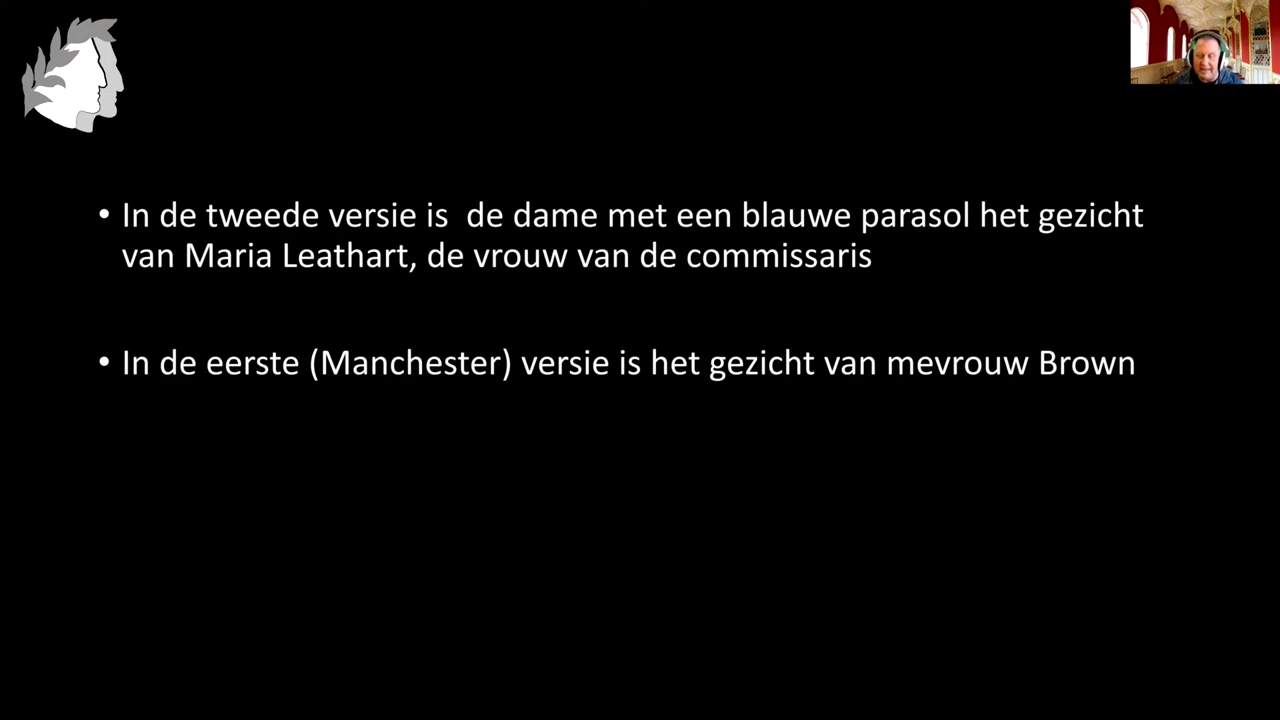 • In de tweede versie is  de dame met een blauwe parasol het gezicht
van Maria Leathart, de vrouw van de commissaris
• In de eerste (Manchester) versie is het gezicht van mevrouw Brown